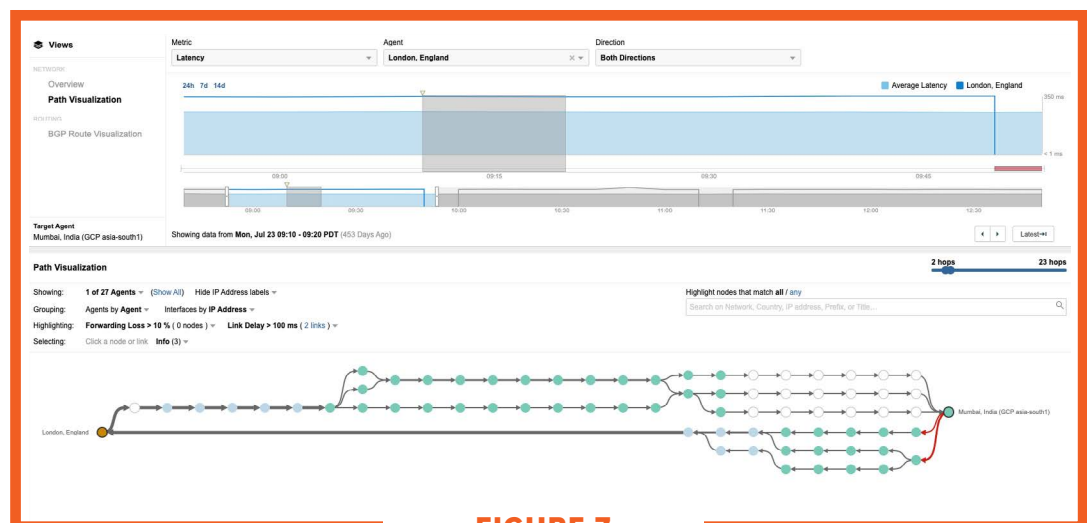 Views
NETWORK
Overview
Path Visualization
ROUTING
BGP Route Visualization
Target Agent
Mumbai, India (GCP asia-south1)
Metric
Latency
Agent
London, England
Direction
Both Directions
24h 7d 14d
Average Latency London, England
350 ms
< 1 ms
09:00 09:15 09:30 09:45
09:00 09:30 10:00 10:30 11:00 11:30 12:00 12:30
Showing data from Mon, Jul 23 09:10 - 09:20 PDT (453 Days Ago)
Latest
Path Visualization
2 hops 23 hops
Showing: 1 of 27 Agents (Show All) Hide IP Address labels
Grouping: Agents by Agent Interfaces by IP Address
Highlighting: Forwarding Loss > 10 % ( 0 nodes ) Link Delay > 100 ms ( 2 links )
Selecting: Click a node or link Info (3)
Highlight nodes that match all / any
Search on Network, Country, IP address, Prefix, or Title...
London, England
Mumbai, India (GCP asia-south1)
FIGURE 7